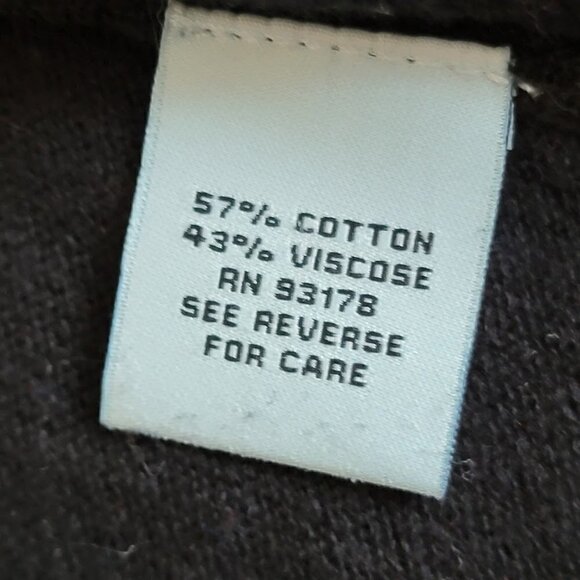 57% COTTON
43% VISCOSE
RN 93178
SEE REVERSE
FOR CARE